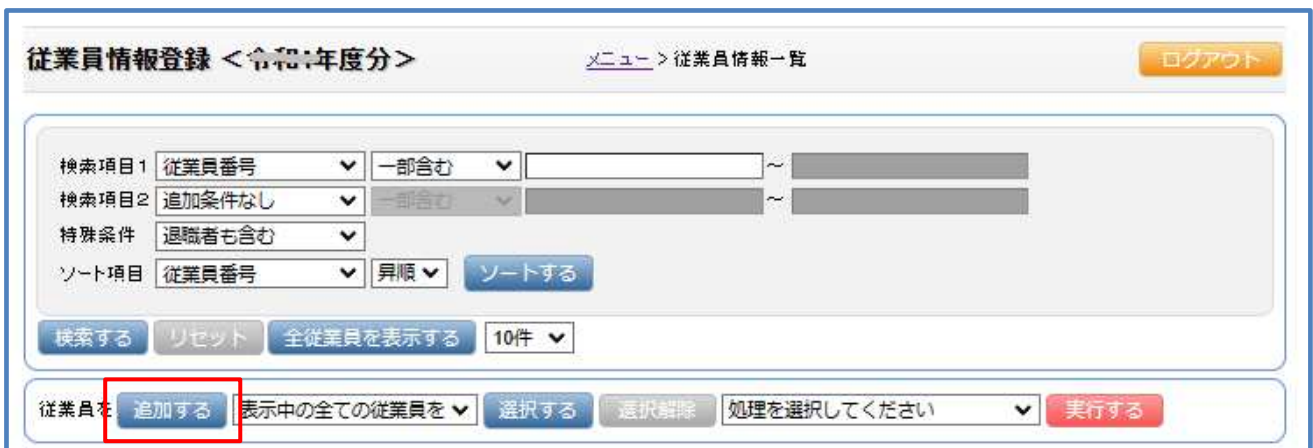 従業員情報登録 <令和 年度分> メニュー > 従業員情報一覧 ログアウト
検索項目1 従業員番号 一部含む ~
検索項目2 追加条件なし 一部含む ~
特殊条件 退職者も含む
ソート項目 従業員番号 昇順 ソートする
検索する リセット 全従業員を表示する 10件
従業員を 追加する 表示中の全ての従業員を 選択する 選択解除 処理を選択してください 実行する